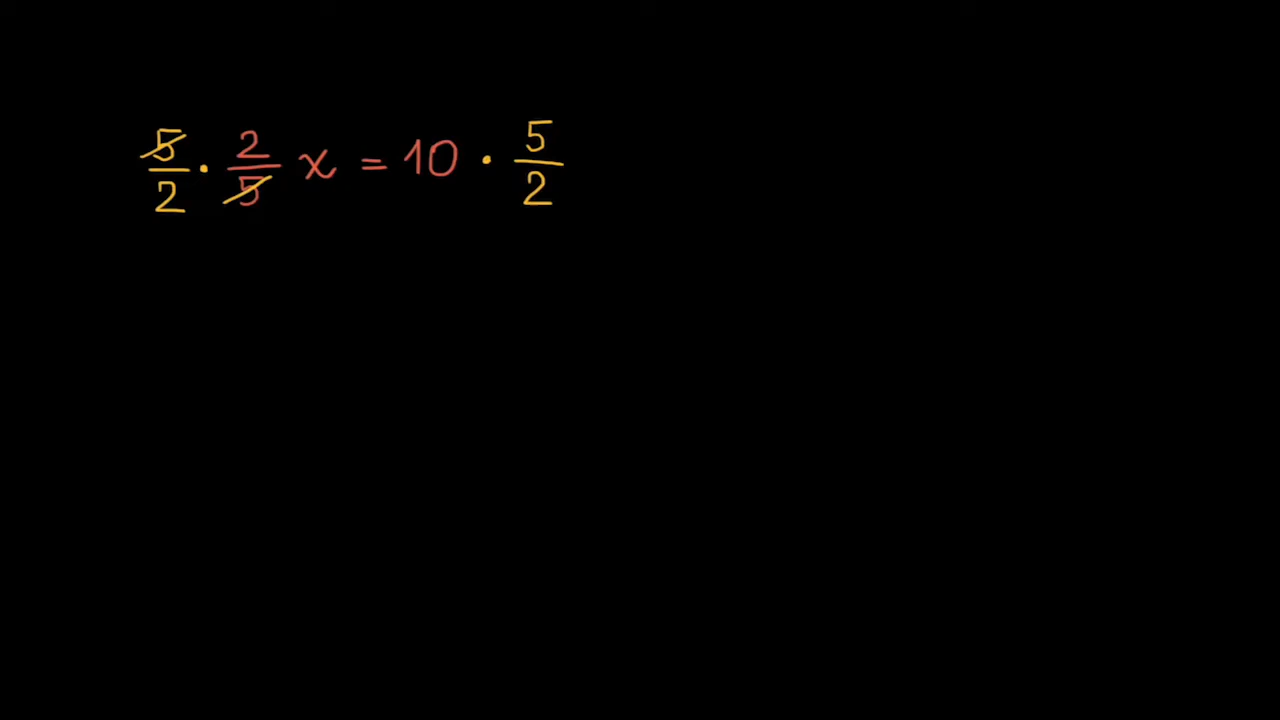 5/2 · 2/5 x = 10 · 5/2